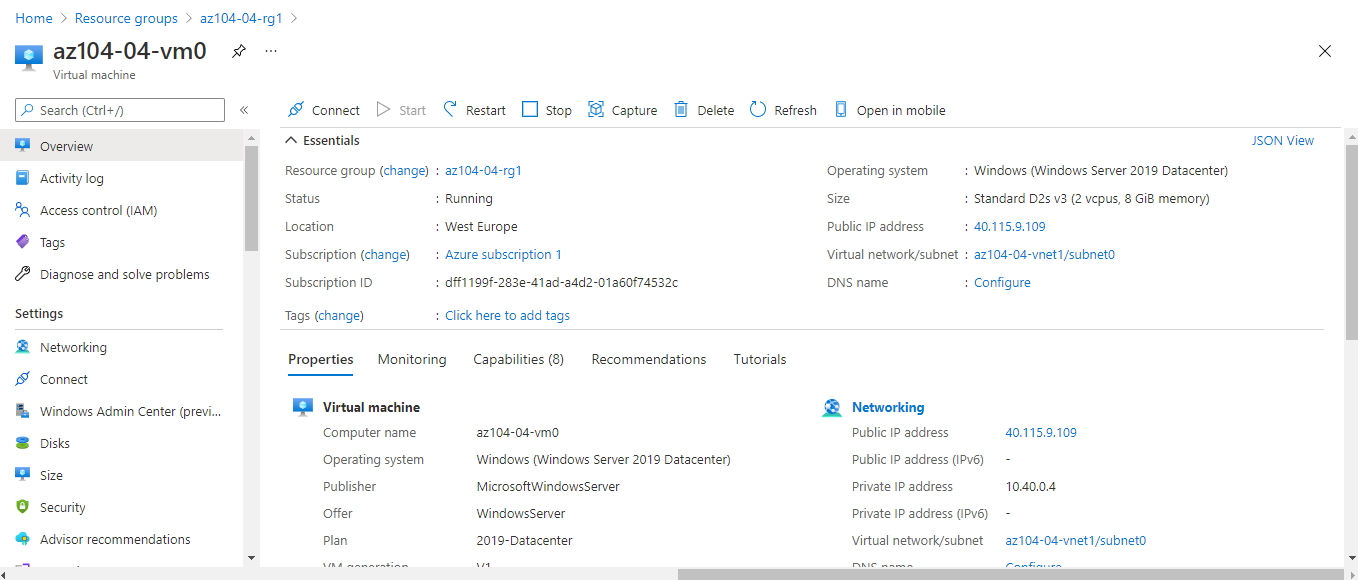 Home > Resource groups > az104-04-rg1 >
az104-04-vm0 ...
Virtual machine
Search (Ctrl+/) «
Connect Start Restart Stop Capture Delete Refresh Open in mobile
Overview
Activity log
Access control (IAM)
Tags
Diagnose and solve problems
Settings
Networking
Connect
Windows Admin Center (previ...
Disks
Size
Security
Advisor recommendations
Essentials JSON View
Resource group (change) : az104-04-rg1
Status : Running
Location : West Europe
Subscription (change) : Azure subscription 1
Subscription ID : dff1199f-283e-41ad-a4d2-01a60f74532c
Tags (change) : Click here to add tags
Operating system : Windows (Windows Server 2019 Datacenter)
Size : Standard D2s v3 (2 vcpus, 8 GiB memory)
Public IP address : 40.115.9.109
Virtual network/subnet : az104-04-vnet1/subnet0
DNS name : Configure
Properties Monitoring Capabilities (8) Recommendations Tutorials
Virtual machine
Computer name az104-04-vm0
Operating system Windows (Windows Server 2019 Datacenter)
Publisher MicrosoftWindowsServer
Offer WindowsServer
Plan 2019-Datacenter
VM generation V1
Networking
Public IP address 40.115.9.109
Public IP address (IPv6) -
Private IP address 10.40.0.4
Private IP address (IPv6) -
Virtual network/subnet az104-04-vnet1/subnet0
DNS name Configure